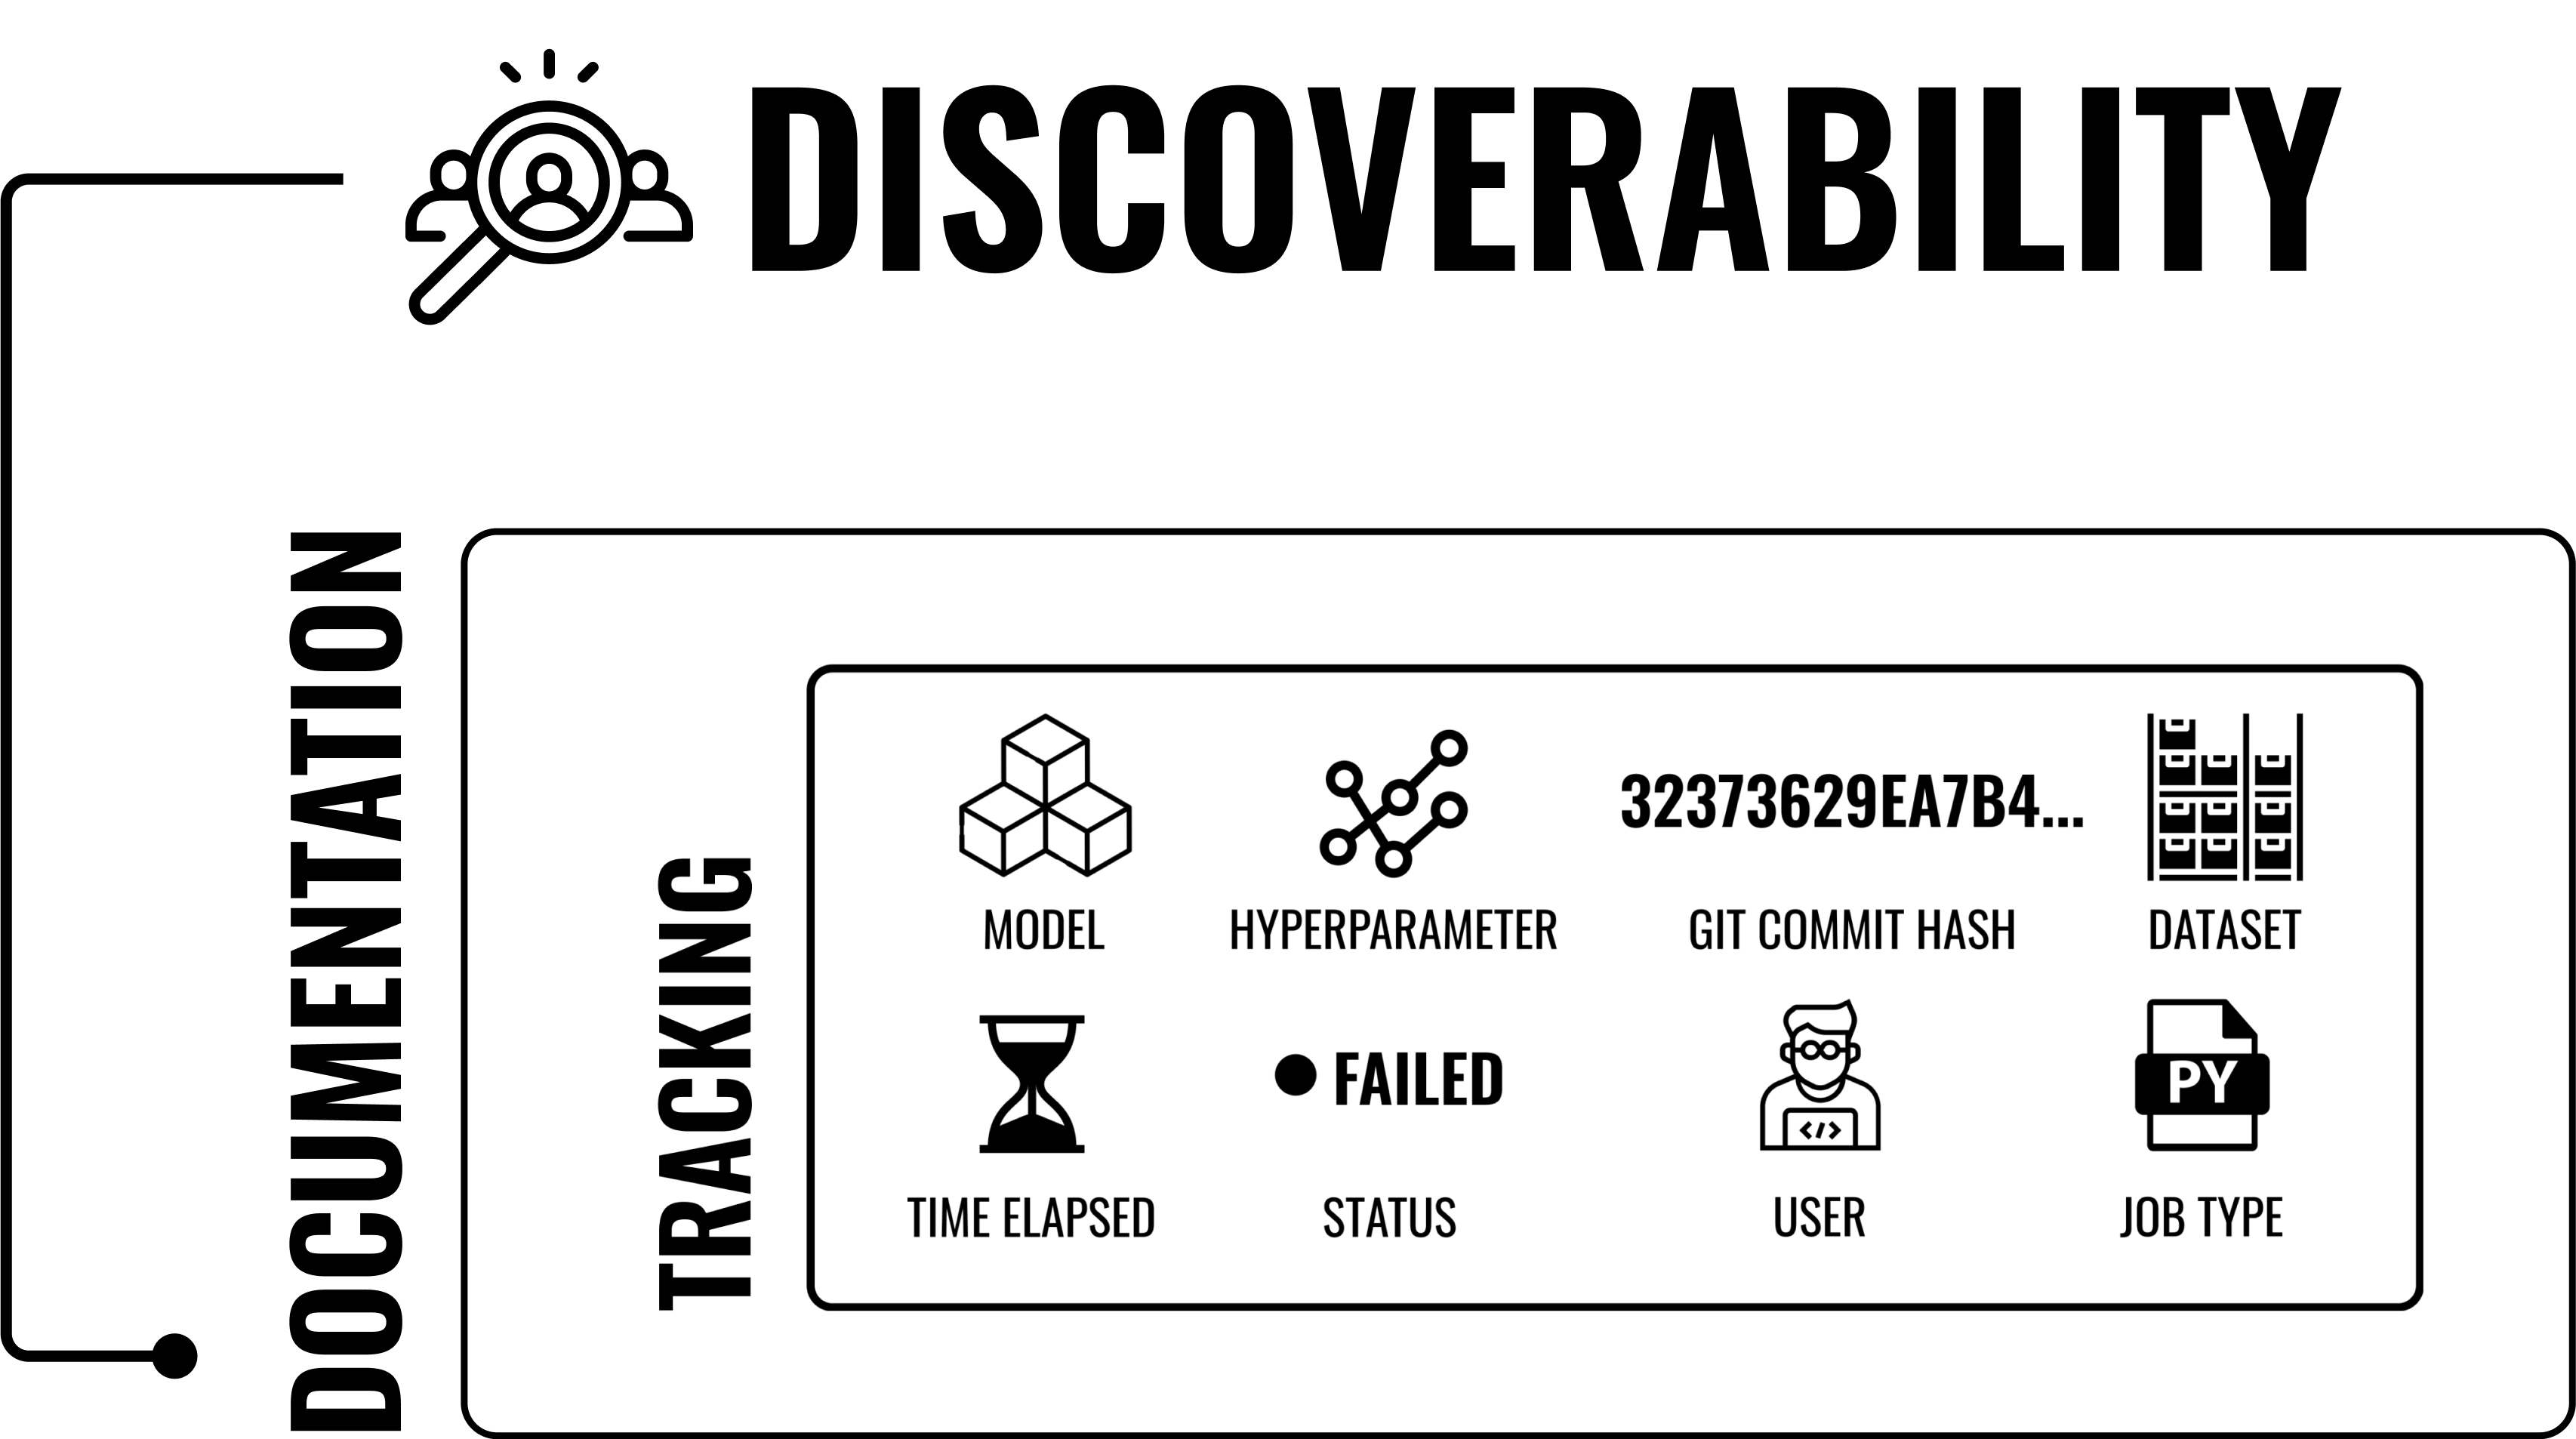 DISCOVERABILITY
DOCUMENTATION
TRACKING
32373629EA7B4...
MODEL
HYPERPARAMETER
GIT COMMIT HASH
DATASET
FAILED
</>
PY
TIME ELAPSED
STATUS
USER
JOB TYPE